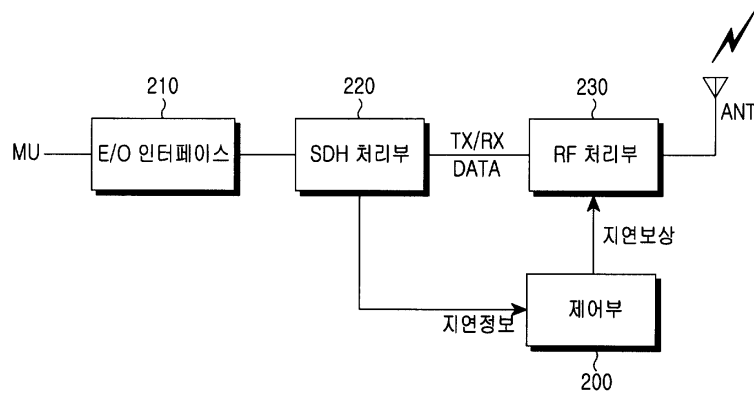 210
220
230
MU
E/O 인터페이스
SDH 처리부
TX/RX
DATA
RF 처리부
ANT
지연보상
지연정보
제어부
200